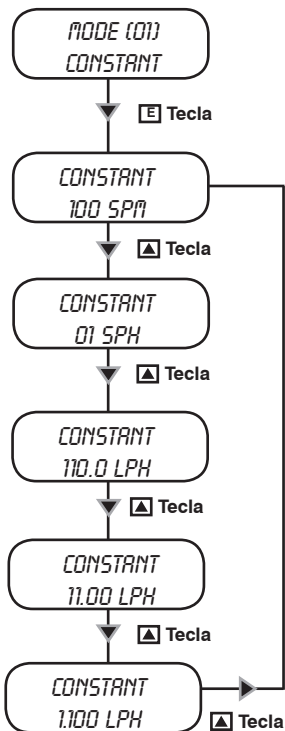 MODE (01)
CONSTANT
E Tecla
CONSTANT
100 SPM
Tecla
CONSTANT
01 SPH
Tecla
CONSTANT
110.0 LPH
Tecla
CONSTANT
11.00 LPH
Tecla
CONSTANT
1.100 LPH
Tecla